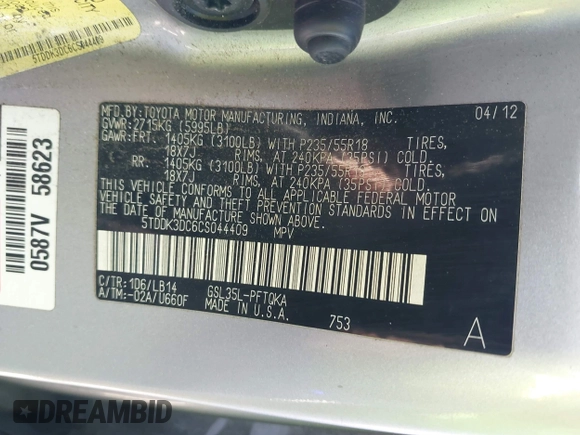 5TDDK3DC6CS044409
0587V 58623
MFD. BY: TOYOTA MOTOR MANUFACTURING, INDIANA, INC. 04/12
GVWR: 2715KG (5995LB)
GAWR: FRT. 1405KG (3100LB) WITH P235/55R18 TIRES,
18X7J RIMS, AT 240KPA (35PSI) COLD.
RR. 1405KG (3100LB) WITH P235/55R18 TIRES,
18X7J RIMS, AT 240KPA (35PSI) COLD.
THIS VEHICLE CONFORMS TO ALL APPLICABLE FEDERAL MOTOR
VEHICLE SAFETY AND THEFT PREVENTION STANDARDS IN EFFECT ON
THE DATE OF MANUFACTURE SHOWN ABOVE.
5TDDK3DC6CS044409 MPV
C/TR: 1D6/LB14 GSL35L-PFTQKA
A/TM: -02A/U660F MADE IN U.S.A.
753
A
DREAMBID